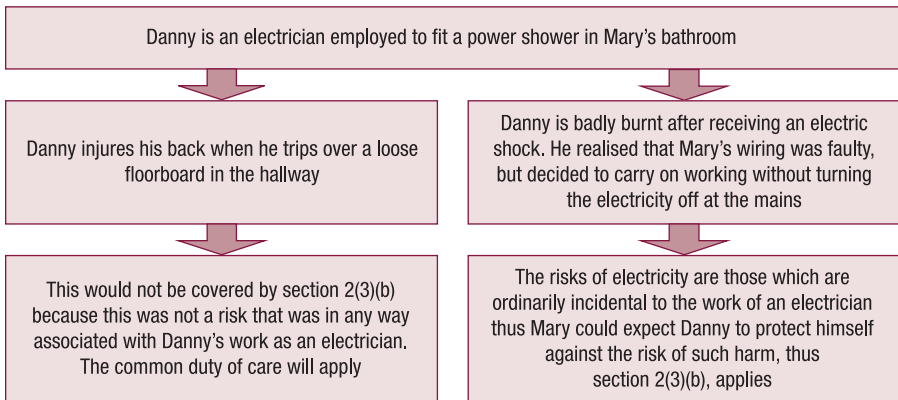 Danny is an electrician employed to fit a power shower in Mary's bathroom
Danny injures his back when he trips over a loose
floorboard in the hallway
Danny is badly burnt after receiving an electric
shock. He realised that Mary's wiring was faulty,
but decided to carry on working without turning
the electricity off at the mains
This would not be covered by section 2(3)(b)
because this was not a risk that was in any way
associated with Danny's work as an electrician.
The common duty of care will apply
The risks of electricity are those which are
ordinarily incidental to the work of an electrician
thus Mary could expect Danny to protect himself
against the risk of such harm, thus
section 2(3)(b), applies